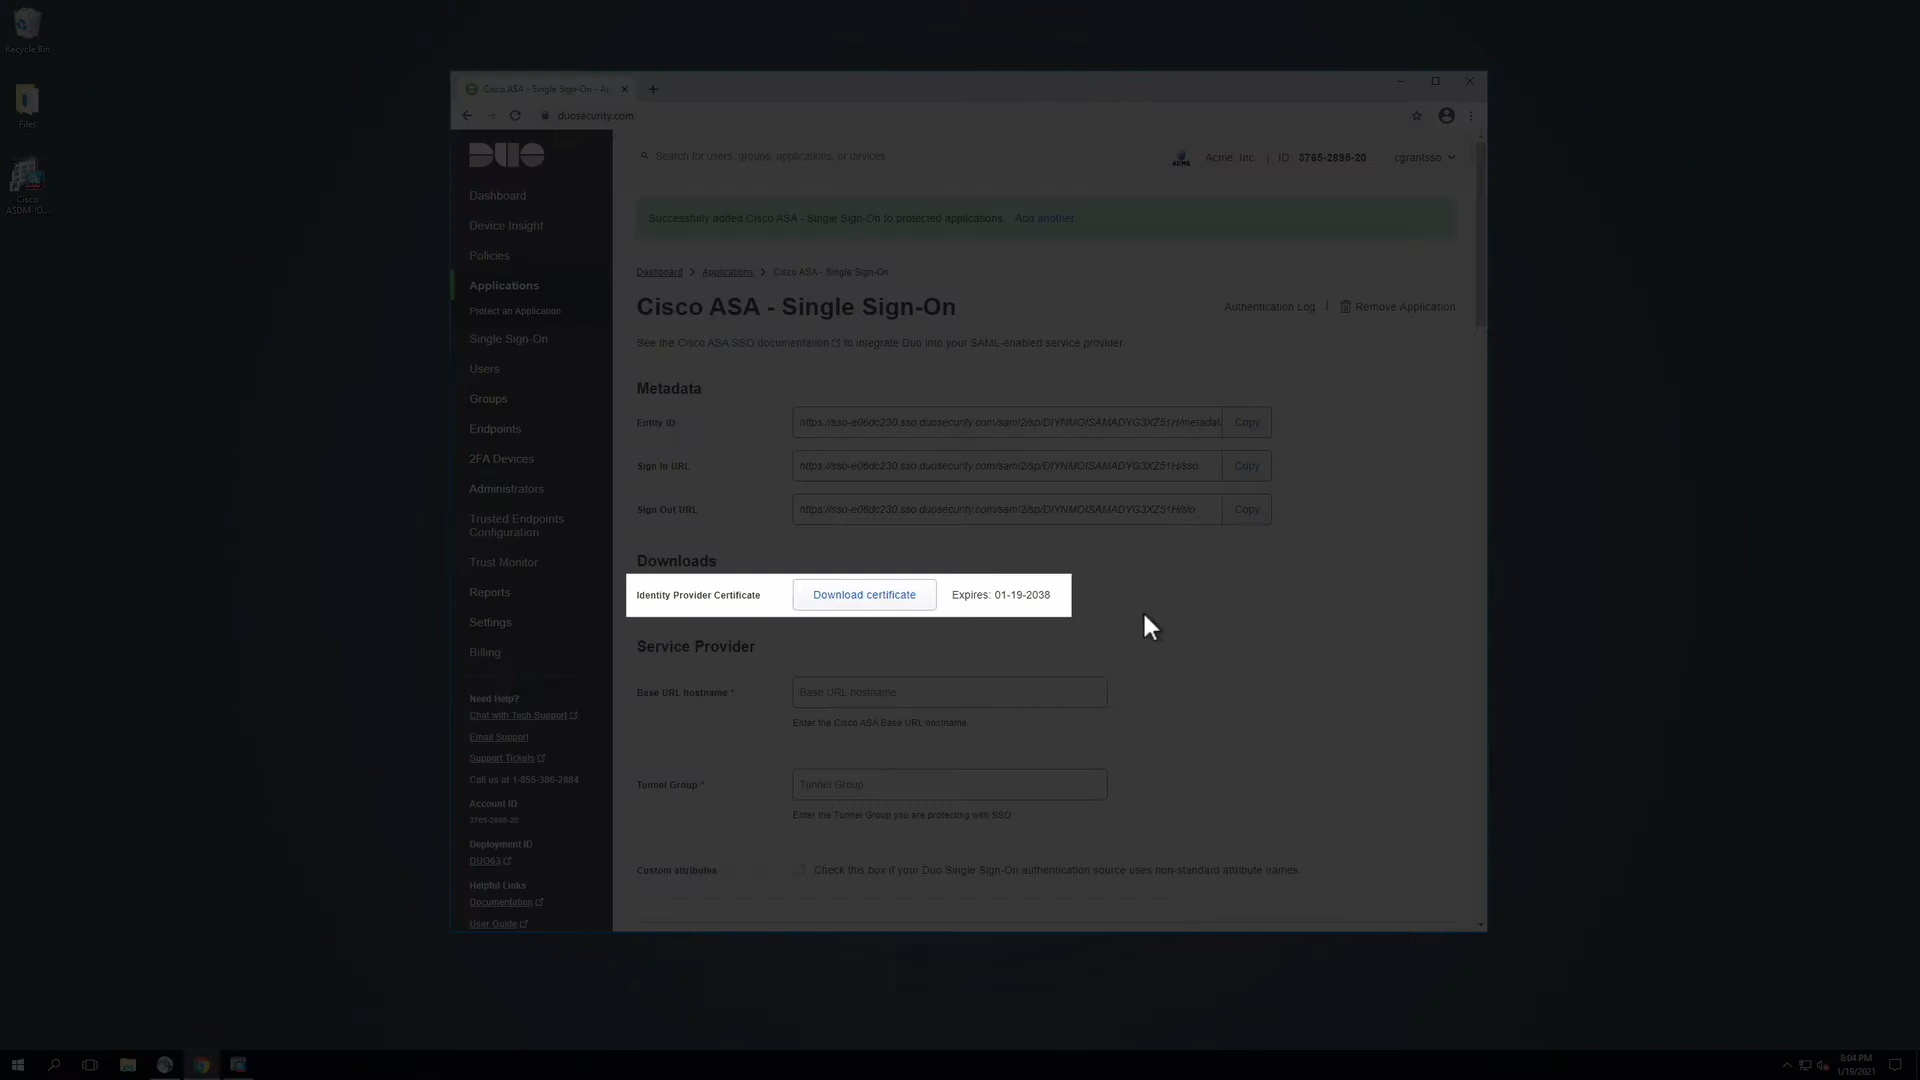 Recycle Bin
Files
Cisco
ASDM-ID...
Cisco ASA - Single Sign-On - Ap
duosecurity.com
DUO
Search for users, groups, applications, or devices
ACME
Acme, Inc. | ID: 3765-2895-20
cgrantsso
Dashboard
Device Insight
Policies
Applications
Protect an Application
Single Sign-On
Users
Groups
Endpoints
2FA Devices
Administrators
Trusted Endpoints
Configuration
Trust Monitor
Reports
Settings
Billing
Need Help?
Chat with Tech Support
Email Support
Support Tickets
Call us at 1-855-386-2884
Account ID
3765-2895-20
Deployment ID
DUO63
Helpful Links
Documentation
User Guide
Successfully added Cisco ASA - Single Sign-On to protected applications. Add another.
Dashboard > Applications > Cisco ASA - Single Sign-On
Cisco ASA - Single Sign-On
Authentication Log | Remove Application
See the Cisco ASA SSO documentation to integrate Duo into your SAML-enabled service provider.
Metadata
Entity ID https://sso-e06dc230.sso.duosecurity.com/saml2/sp/DIYNMOISAMADYG3XZ51H/metadata Copy
Sign In URL https://sso-e06dc230.sso.duosecurity.com/saml2/sp/DIYNMOISAMADYG3XZ51H/sso Copy
Sign Out URL https://sso-e06dc230.sso.duosecurity.com/saml2/sp/DIYNMOISAMADYG3XZ51H/slo Copy
Downloads
Identity Provider Certificate Download certificate Expires: 01-19-2038
Service Provider
Base URL hostname * Base URL hostname
Enter the Cisco ASA Base URL hostname.
Tunnel Group * Tunnel Group
Enter the Tunnel Group you are protecting with SSO
Custom attributes Check this box if your Duo Single Sign-On authentication source uses non-standard attribute names.
8:04 PM
1/19/2021